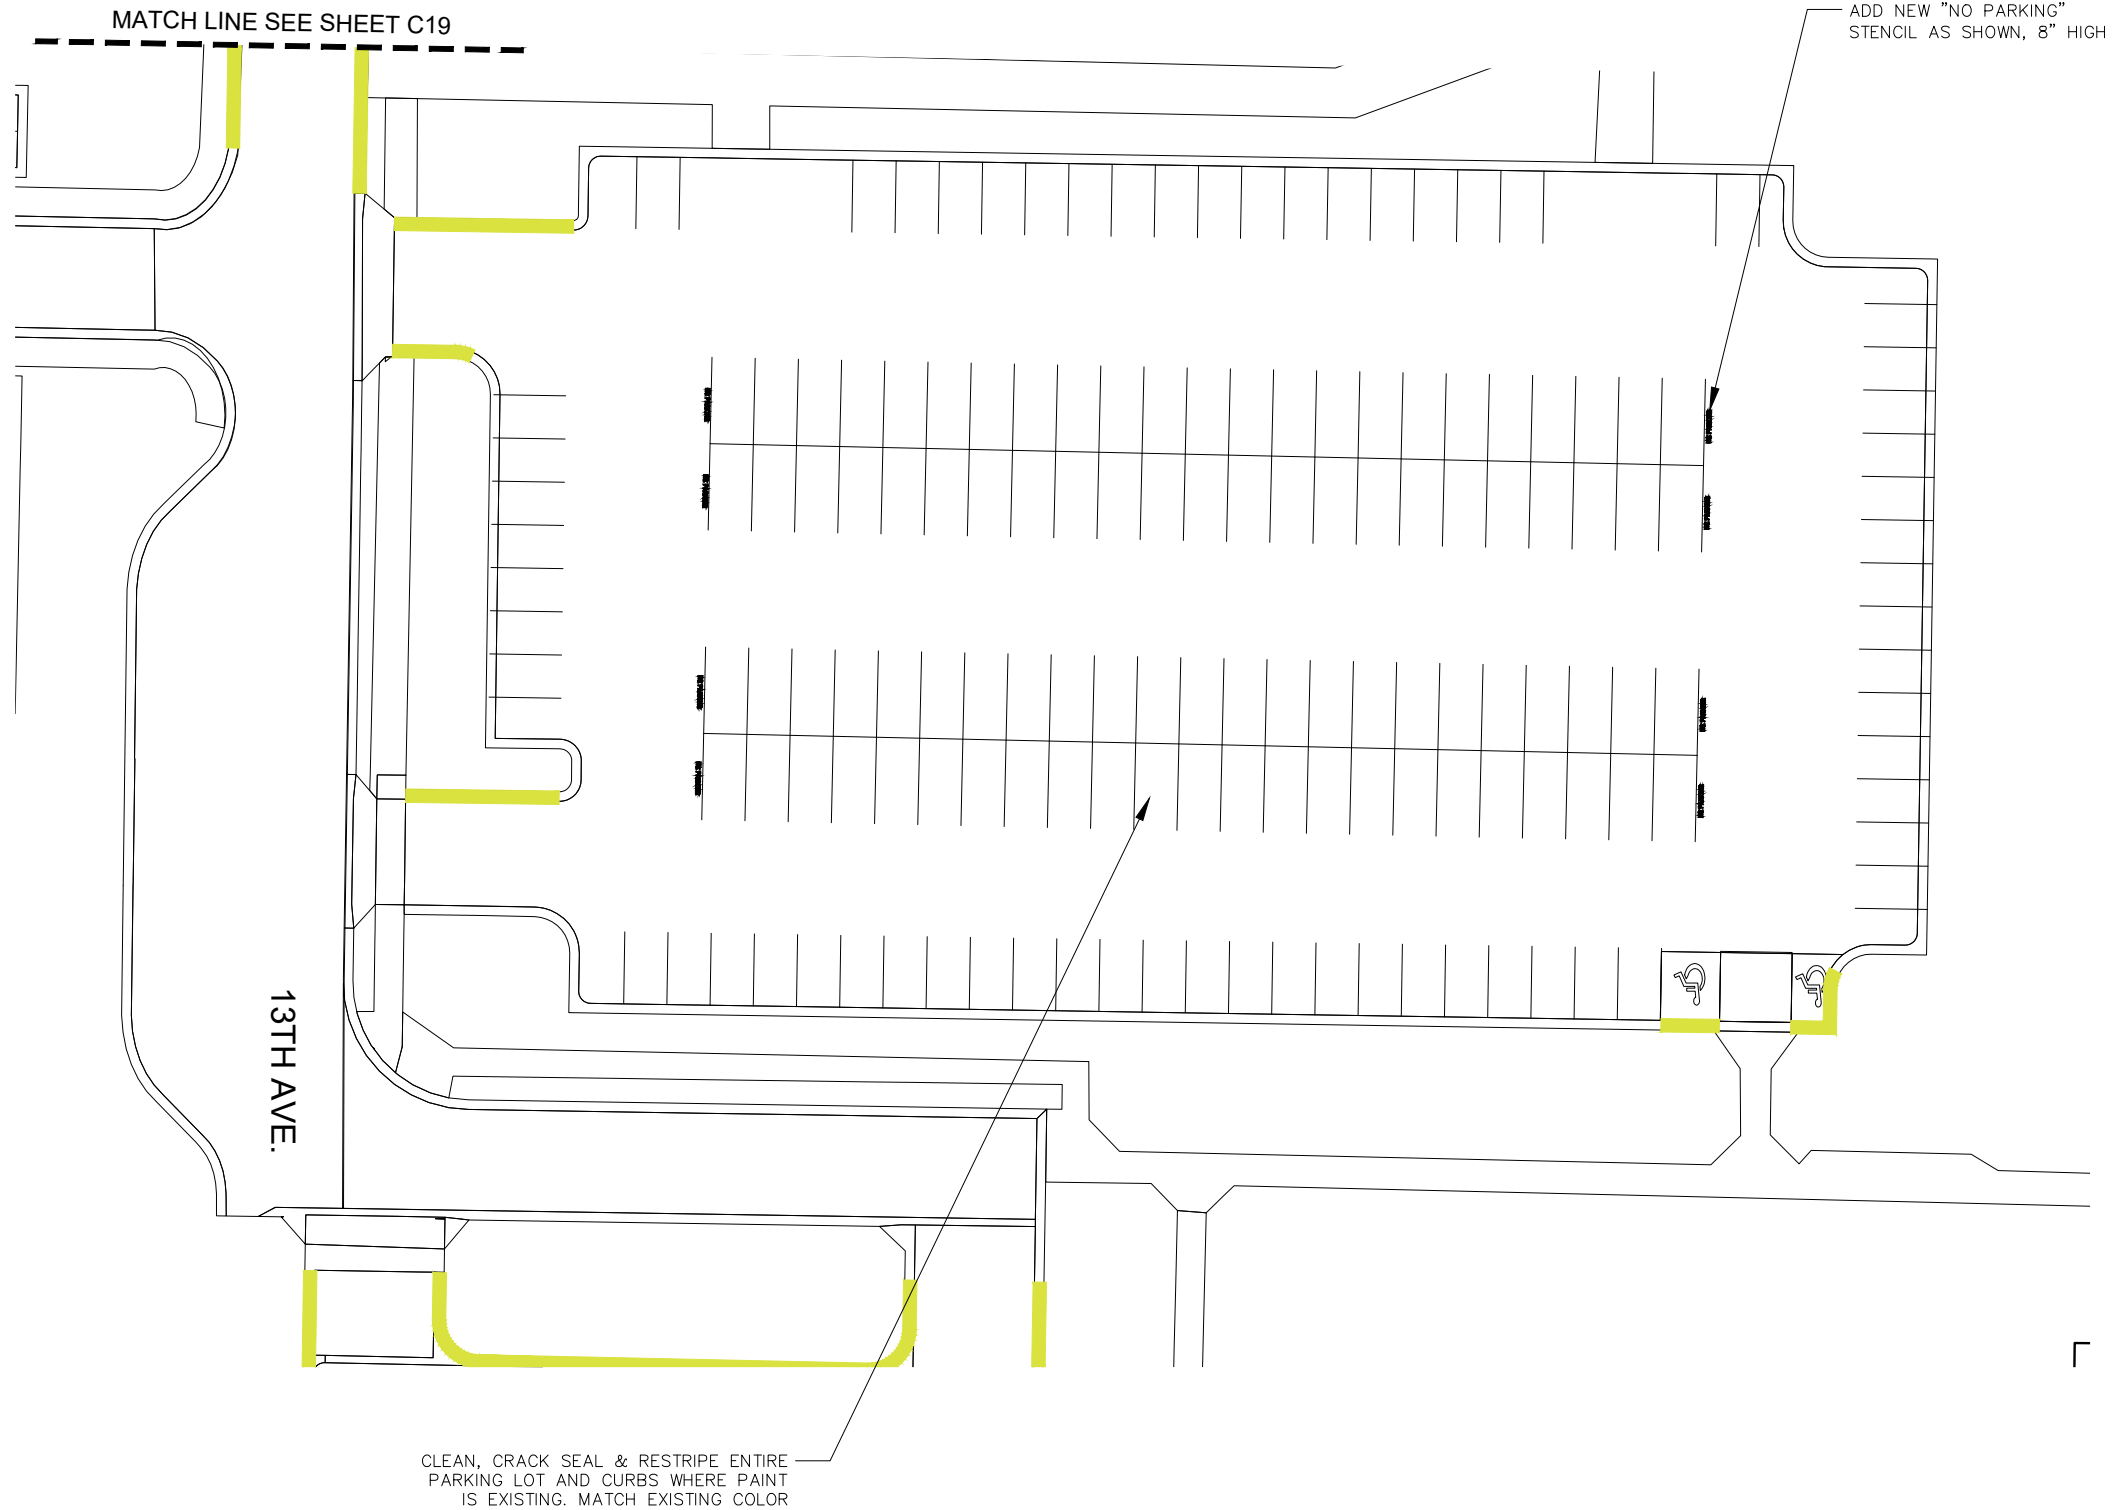 MATCH LINE SEE SHEET C19
ADD NEW "NO PARKING"
STENCIL AS SHOWN, 8" HIGH
13TH AVE.
CLEAN, CRACK SEAL & RESTRIPE ENTIRE
PARKING LOT AND CURBS WHERE PAINT
IS EXISTING. MATCH EXISTING COLOR